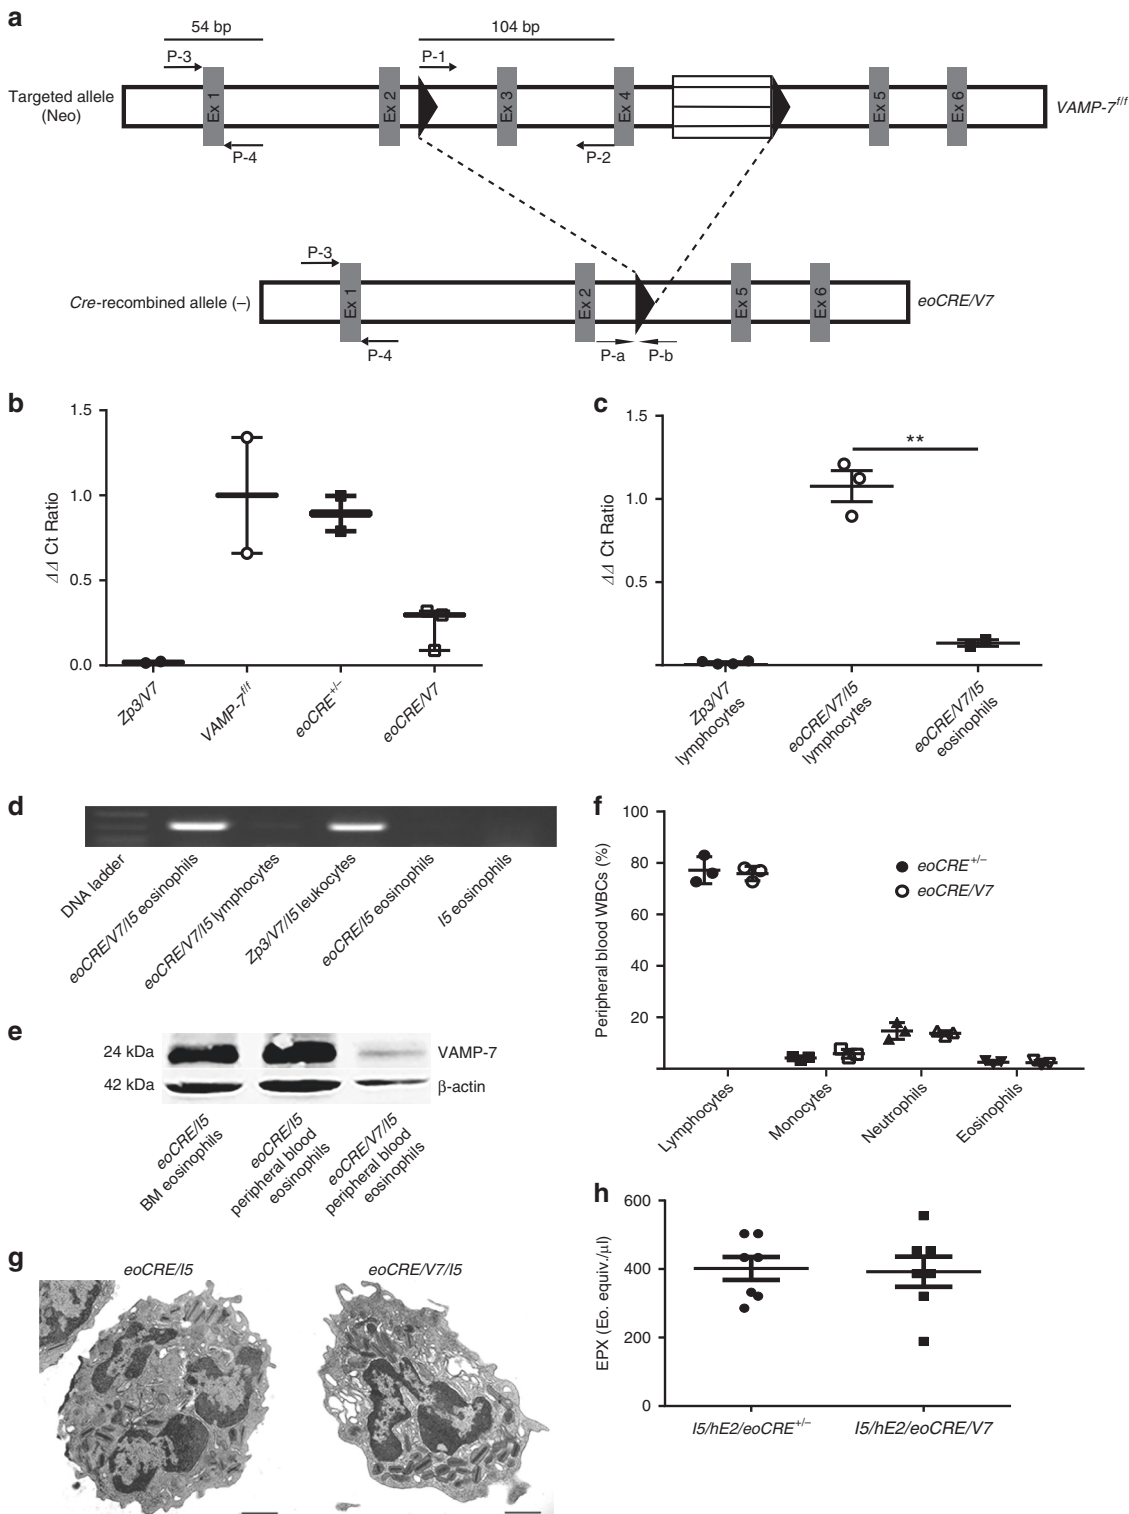 a
54 bp
104 bp
P-3
P-1
Targeted allele
(Neo)
Ex 1
Ex 2
Ex 3
Ex 4
Ex 5
Ex 6
VAMP-7f/f
P-4
P-2
P-3
Cre-recombined allele (–)
Ex 1
Ex 2
Ex 5
Ex 6
eoCRE/V7
P-4
P-a
P-b
b
1.5
1.0
0.5
0.0
ΔΔ Ct Ratio
Zp3/V7
VAMP-7f/f
eoCRE+/–
eoCRE/V7
c
1.5
1.0
0.5
ΔΔ Ct Ratio
**
Zp3/V7
lymphocytes
eoCRE/V7/I5
lymphocytes
eoCRE/V7/I5
eosinophils
d
DNA ladder
eoCRE/V7/I5 eosinophils
eoCRE/V7/I5 lymphocytes
Zp3/V7/I5 leukocytes
eoCRE/I5 eosinophils
I5 eosinophils
e
24 kDa
VAMP-7
42 kDa
β-actin
eoCRE/I5
BM eosinophils
eoCRE/I5
peripheral blood
eosinophils
eoCRE/V7/I5
peripheral blood
eosinophils
f
100
80
60
40
20
Peripheral blood WBCs (%)
eoCRE+/–
eoCRE/V7
Lymphocytes
Monocytes
Neutrophils
Eosinophils
g
eoCRE/I5
eoCRE/V7/I5
h
600
400
200
0
EPX (Eo. equiv./µl)
I5/hE2/eoCRE+/–
I5/hE2/eoCRE/V7